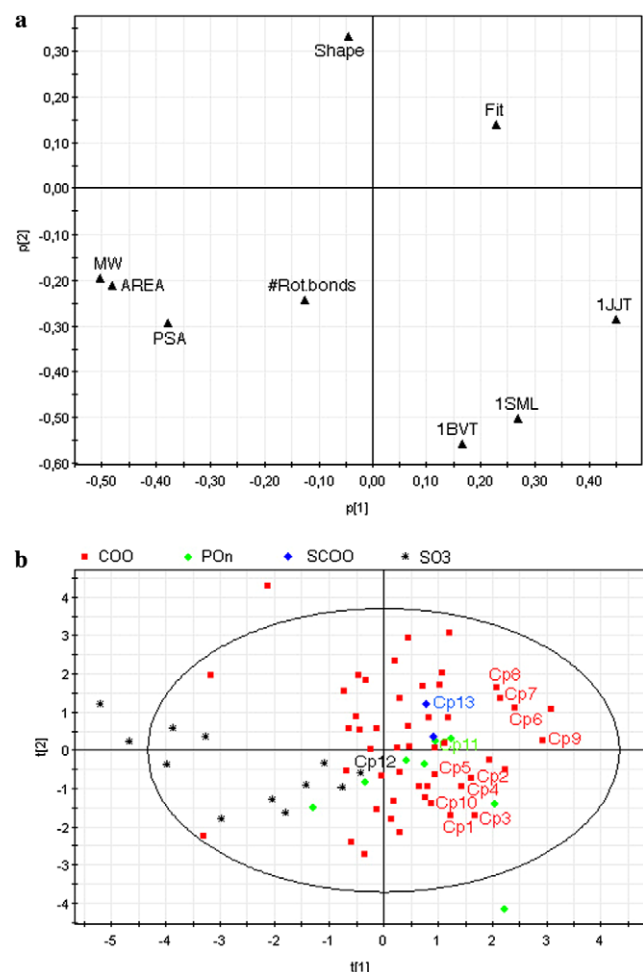 a
0,30
0,20
0,10
0,00
-0,10
-0,20
-0,30
-0,40
-0,50
-0,60
p[2]
Shape
Fit
MW
AREA
#Rot.bonds
PSA
1JJT
1SML
1BVT
-0,50 -0,40 -0,30 -0,20 -0,10 0,00 0,10 0,20 0,30 0,40
p[1]
b
COO POn SCOO SO3
4
3
2
1
0
-1
-2
-3
-4
t[2]
Cp8
Cp7
Cp13
Cp6
Cp9
Cp11
Cp12
Cp5
Cp2
Cp4
Cp10
Cp1
Cp3
-5 -4 -3 -2 -1 0 1 2 3 4
t[1]